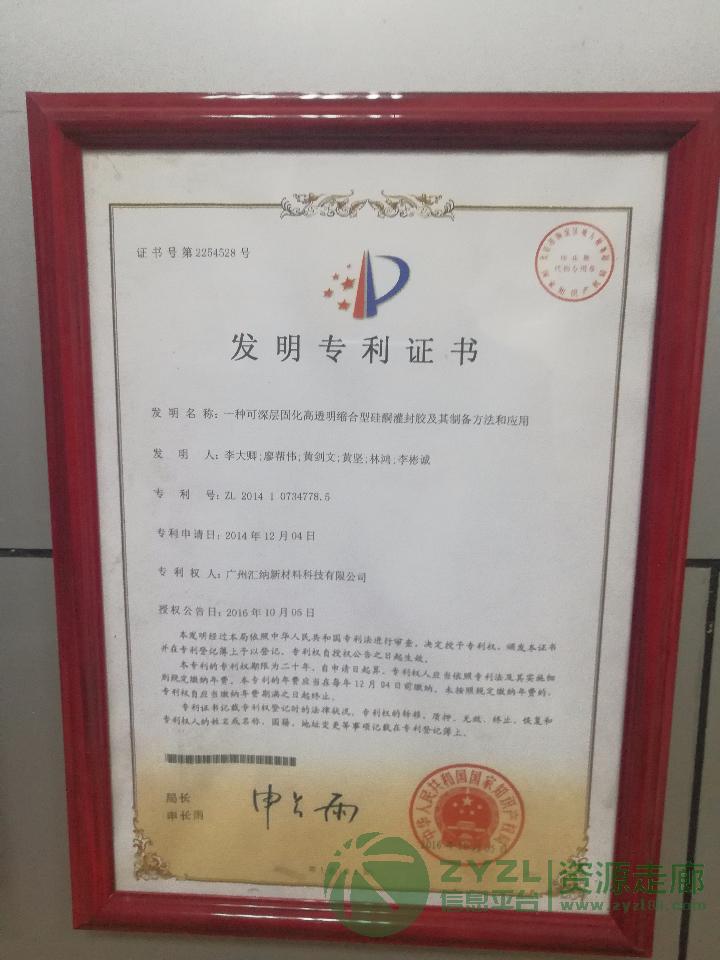 证书号第2254528号
发明专利证书
发明名称：一种可深层固化高透明缩合型硅酮灌封胶及其制备方法和应用
发明人：李大卿;廖帮伟;黄剑文;黄坚;林鸿;李彬诚
专利号：ZL 2014 1 0734778.5
专利申请日：2014年12月04日
专利权人：广州汇纳新材料科技有限公司
授权公告日：2016年10月05日
本发明经过本局依照中华人民共和国专利法进行审查，决定授予专利权，颁发本证书
并在专利登记簿上予以登记。专利权自授权公告之日起生效。
本专利的专利权期限为二十年，自申请日起算。专利权人应当依照专利法及其实施细
则规定缴纳年费。本专利的年费应当在每年12月04日前缴纳。未按照规定缴纳年费的，
专利权自应当缴纳年费期满之日起终止。
专利证书记载专利权登记时的法律状况。专利权的转移、质押、无效、终止、恢复和
专利权人的姓名或名称、国籍、地址变更等事项记载在专利登记簿上。
局长
申长雨
申长雨
中华人民共和国国家知识产权局
ZYZL 资源走廊
信息平台 www.zyzl01.com